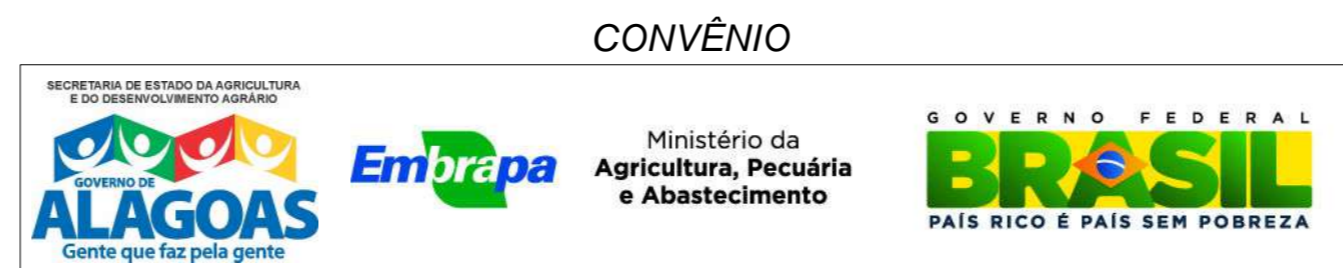 CONVÊNIO
SECRETARIA DE ESTADO DA AGRICULTURA
E DO DESENVOLVIMENTO AGRÁRIO
GOVERNO DE
ALAGOAS
Gente que faz pela gente
Embrapa
Ministério da
Agricultura, Pecuária
e Abastecimento
GOVERNO FEDERAL
BRASIL
PAÍS RICO É PAÍS SEM POBREZA